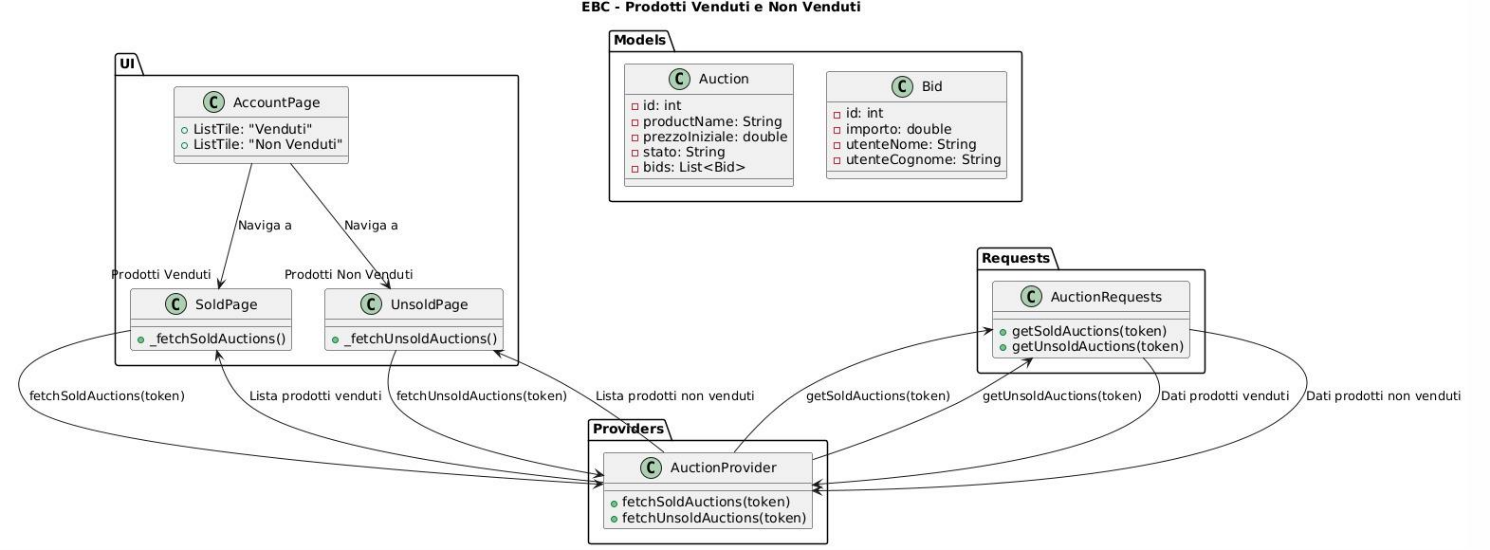 EBC - Prodotti Venduti e Non Venduti
UI
C AccountPage
ListTile: "Venduti"
ListTile: "Non Venduti"
Naviga a
Naviga a
Prodotti Venduti
Prodotti Non Venduti
C SoldPage
_fetchSoldAuctions()
C UnsoldPage
_fetchUnsoldAuctions()
Models
C Auction
id: int
productName: String
prezzoIniziale: double
stato: String
bids: List<Bid>
C Bid
id: int
importo: double
utenteNome: String
utenteCognome: String
Requests
C AuctionRequests
getSoldAuctions(token)
getUnsoldAuctions(token)
fetchSoldAuctions(token)
Lista prodotti venduti
fetchUnsoldAuctions(token)
Lista prodotti non venduti
getSoldAuctions(token)
getUnsoldAuctions(token)
Dati prodotti venduti
Dati prodotti non venduti
Providers
C AuctionProvider
fetchSoldAuctions(token)
fetchUnsoldAuctions(token)